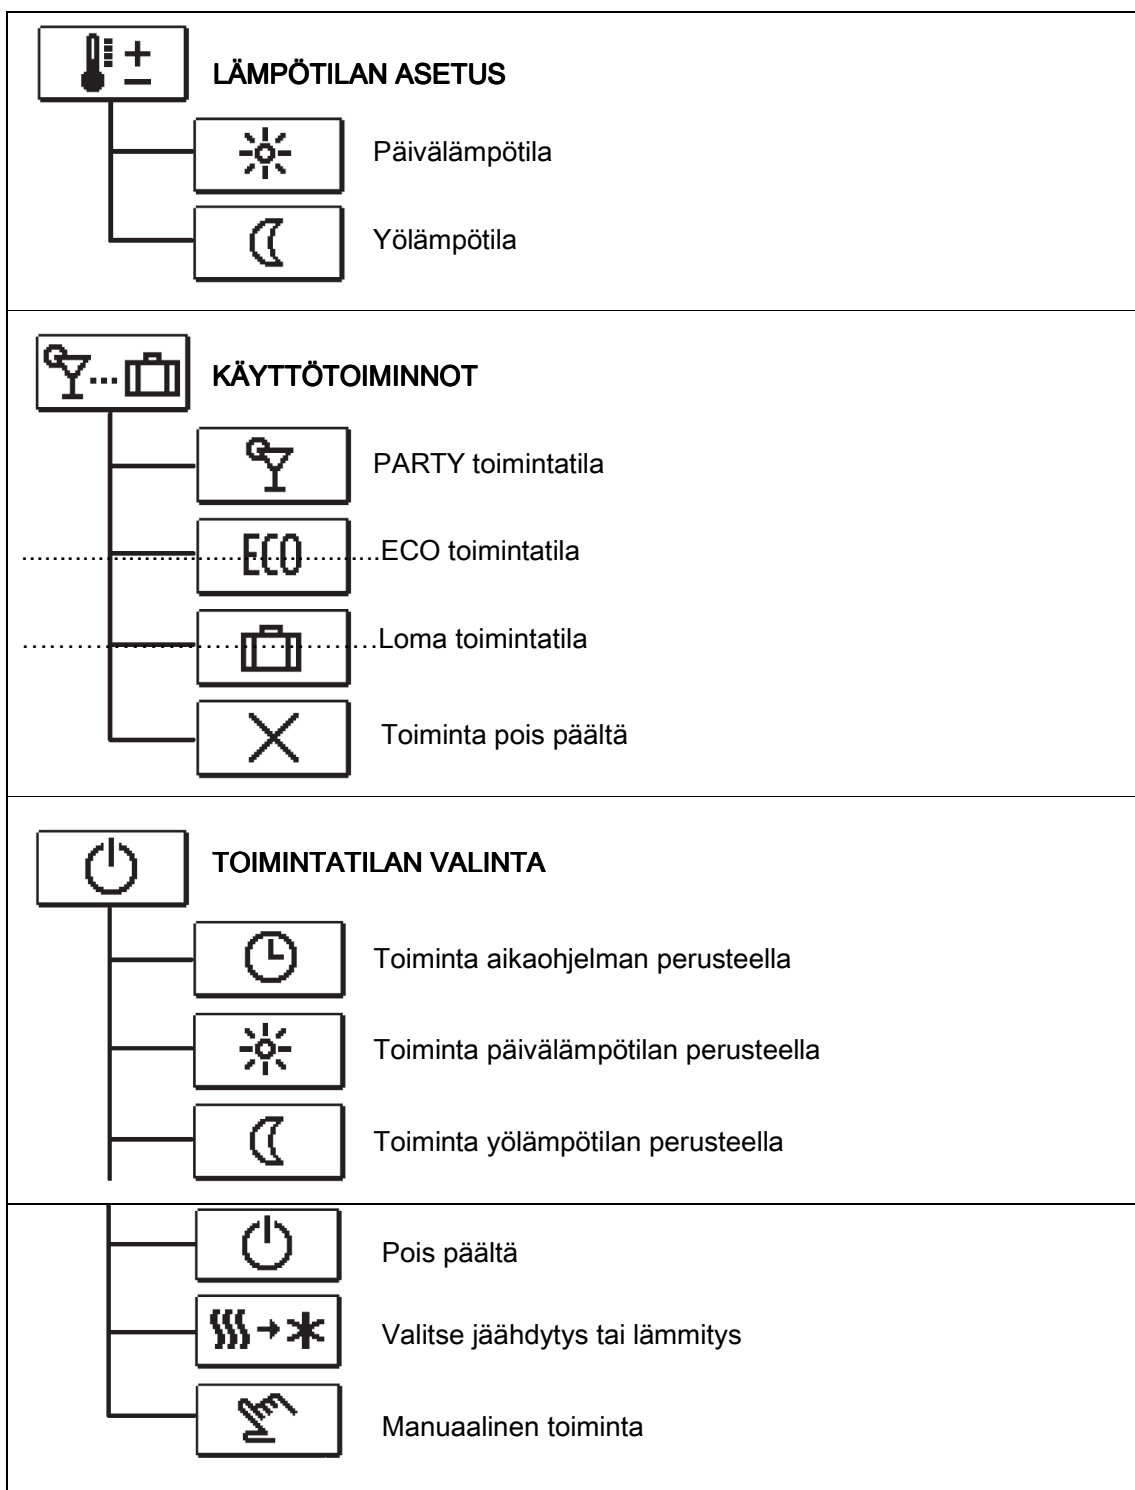 LÄMPÖTILAN ASETUS
Päivälämpötila
Yölämpötila
KÄYTTÖTOIMINNOT
PARTY toimintatila
ECO
ECO toimintatila
Loma toimintatila
Toiminta pois päältä
TOIMINTATILAN VALINTA
Toiminta aikaohjelman perusteella
Toiminta päivälämpötilan perusteella
Toiminta yölämpötilan perusteella
Pois päältä
Valitse jäähdytys tai lämmitys
Manuaalinen toiminta